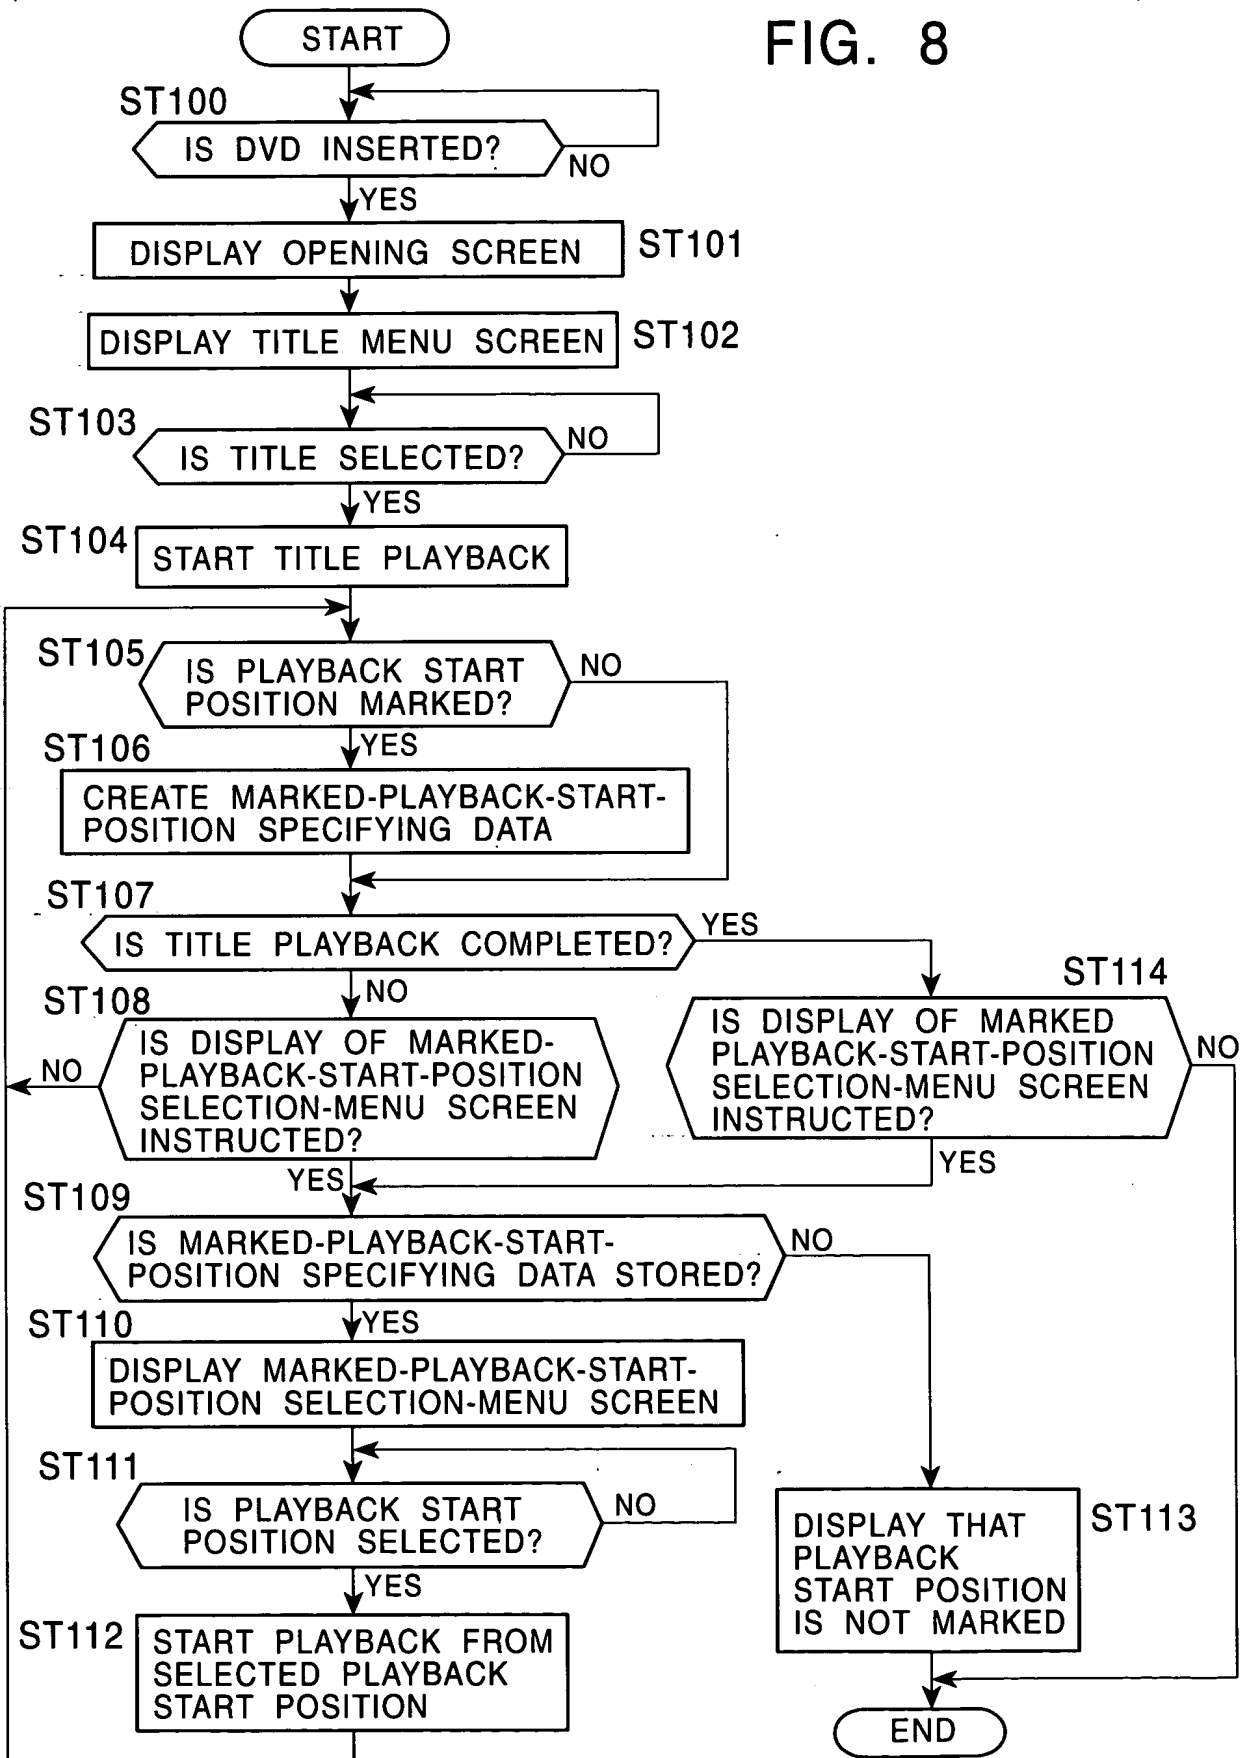 FIG. 8
START
ST100
IS DVD INSERTED?
NO
YES
DISPLAY OPENING SCREEN
ST101
DISPLAY TITLE MENU SCREEN
ST102
ST103
IS TITLE SELECTED?
NO
YES
ST104
START TITLE PLAYBACK
ST105
IS PLAYBACK START
POSITION MARKED?
NO
YES
ST106
CREATE MARKED-PLAYBACK-START-
POSITION SPECIFYING DATA
ST107
IS TITLE PLAYBACK COMPLETED?
YES
NO
ST108
IS DISPLAY OF MARKED-
PLAYBACK-START-POSITION
SELECTION-MENU SCREEN
INSTRUCTED?
NO
YES
ST114
IS DISPLAY OF MARKED
PLAYBACK-START-POSITION
SELECTION-MENU SCREEN
INSTRUCTED?
NO
YES
ST109
IS MARKED-PLAYBACK-START-
POSITION SPECIFYING DATA STORED?
NO
YES
ST110
DISPLAY MARKED-PLAYBACK-START-
POSITION SELECTION-MENU SCREEN
ST111
IS PLAYBACK START
POSITION SELECTED?
NO
YES
ST112
START PLAYBACK FROM
SELECTED PLAYBACK
START POSITION
ST113
DISPLAY THAT
PLAYBACK
START POSITION
IS NOT MARKED
END